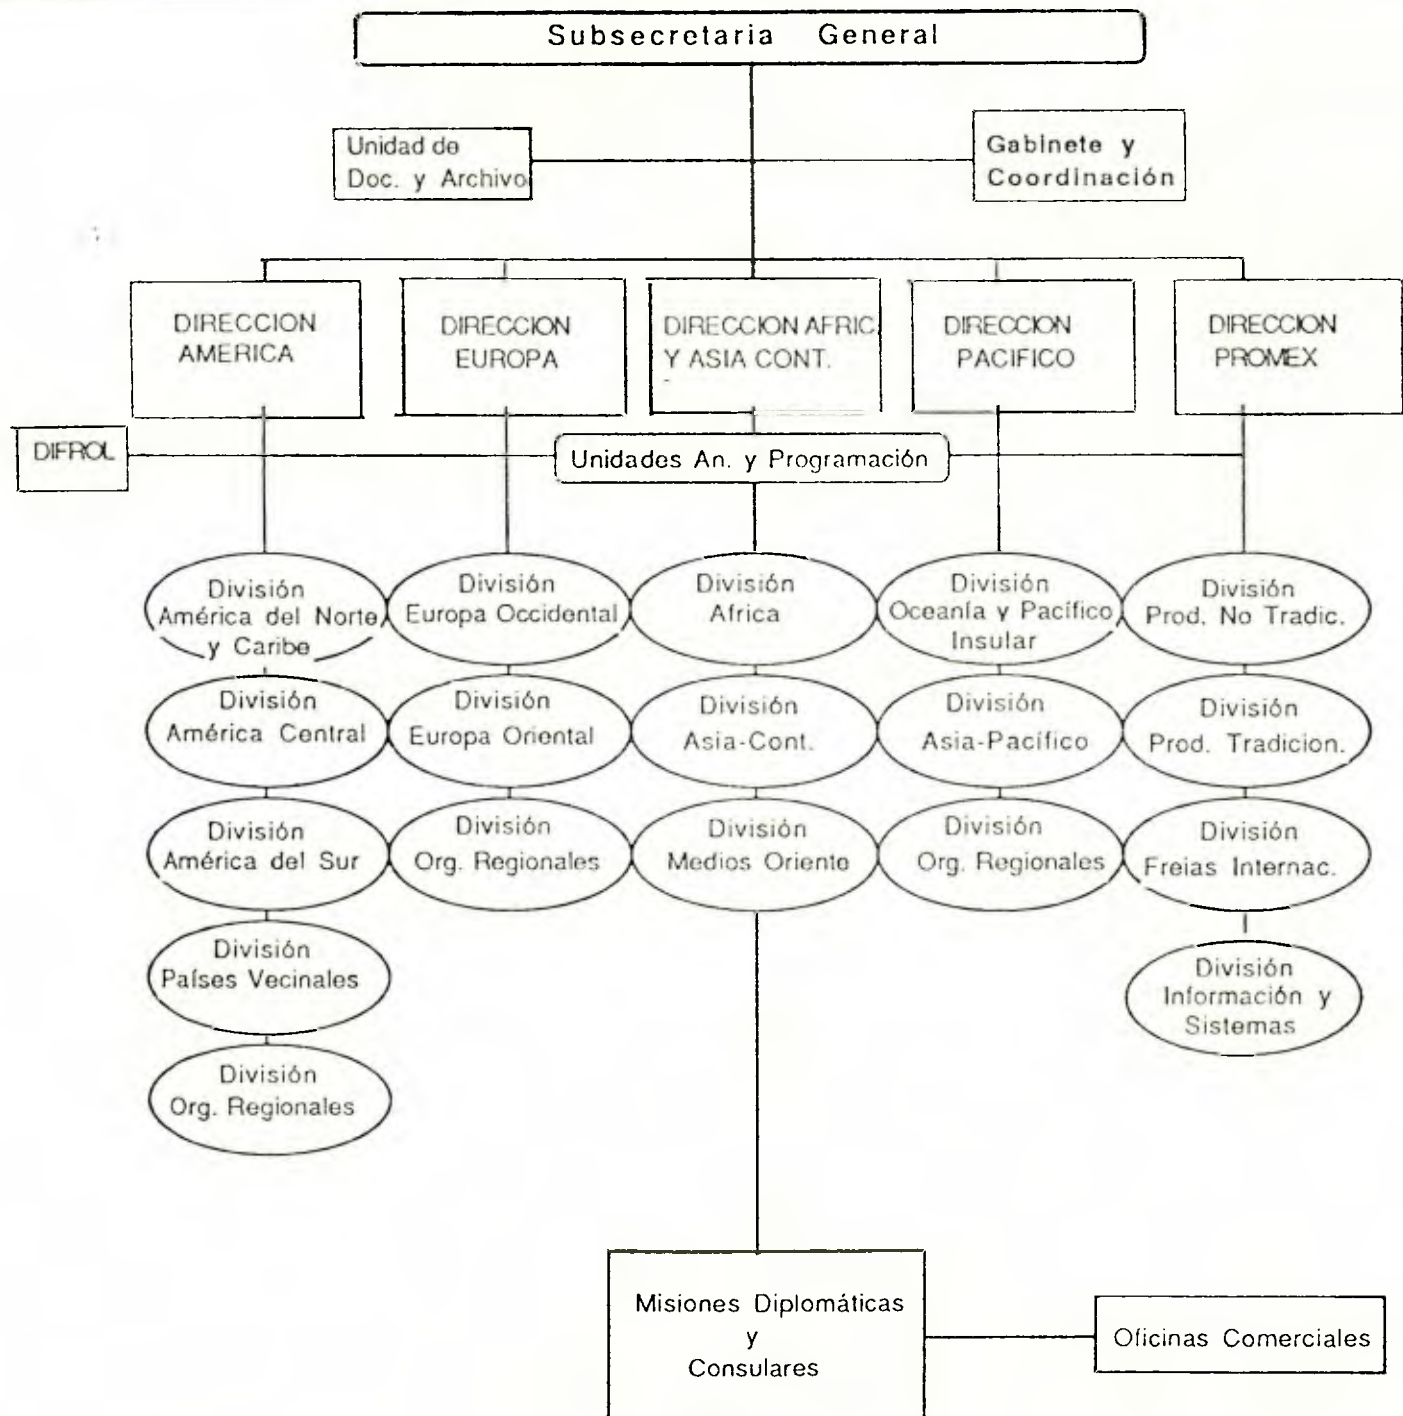 Subsecretaria General
Unidad de
Doc. y Archivo
Gabinete y
Coordinación
DIRECCION
AMERICA
DIRECCION
EUROPA
DIRECCION AFRIC
Y ASIA CONT.
DIRECCION
PACIFICO
DIRECCION
PROMEX
DIFROL
Unidades An. y Programación
División
América del Norte
y Caribe
División
Europa Occidental
División
Africa
División
Oceanía y Pacífico
Insular
División
Prod. No Tradic.
División
América Central
División
Europa Oriental
División
Asia-Cont.
División
Asia-Pacífico
División
Prod. Tradicion.
División
América del Sur
División
Org. Regionales
División
Medios Oriente
División
Org. Regionales
División
Freias Internac.
División
Países Vecinales
División
Información y
Sistemas
División
Org. Regionales
Misiones Diplomáticas
y
Consulares
Oficinas Comerciales